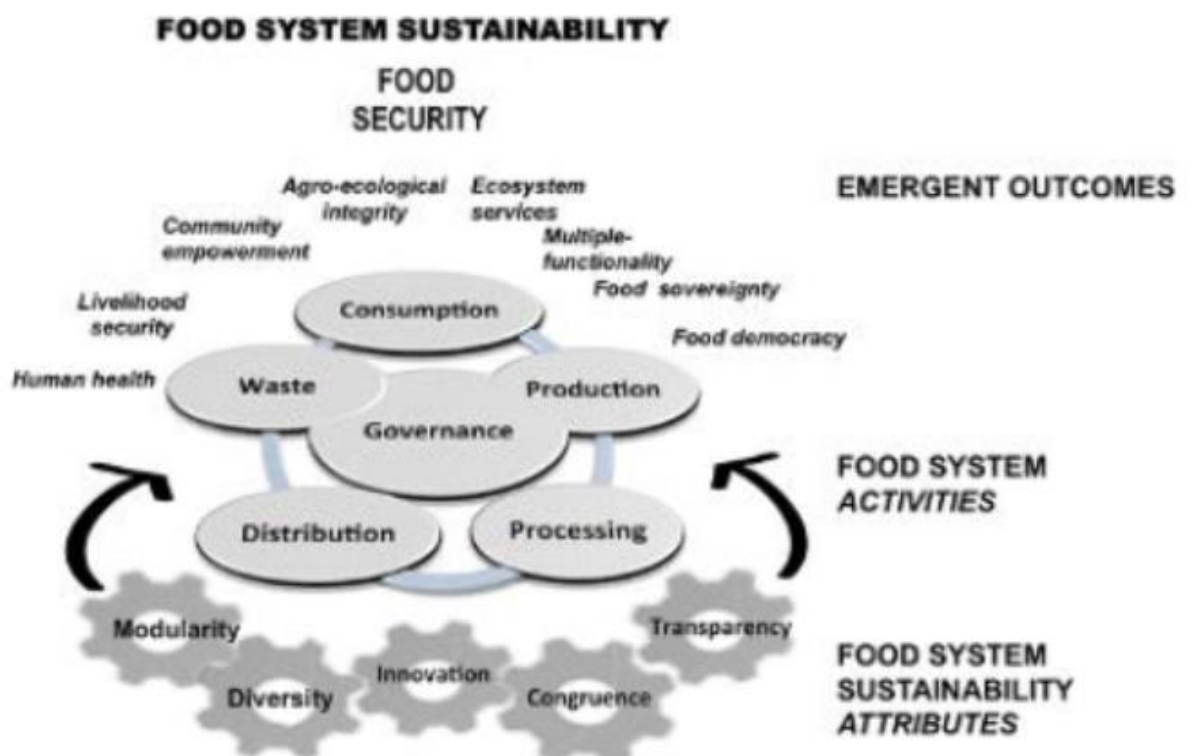 FOOD SYSTEM SUSTAINABILITY
FOOD
SECURITY
EMERGENT OUTCOMES
Agro-ecological
integrity
Ecosystem
services
Community
empowerment
Multiple-
functionality
Food sovereignty
Livelihood
security
Food democracy
Human health
Consumption
Waste
Production
Governance
Distribution
Processing
FOOD SYSTEM
ACTIVITIES
Modularity
Diversity
Innovation
Congruence
Transparency
FOOD SYSTEM
SUSTAINABILITY
ATTRIBUTES